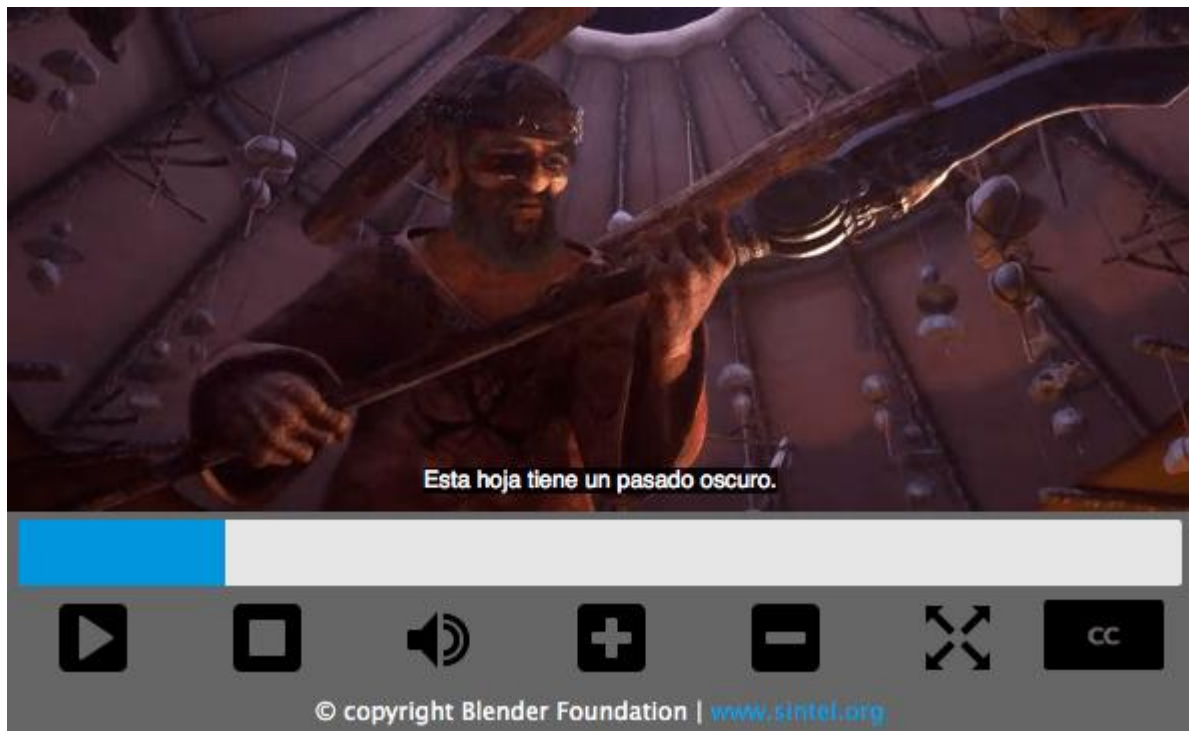 Esta hoja tiene un pasado oscuro.
CC
© copyright Blender Foundation | www.sintel.org